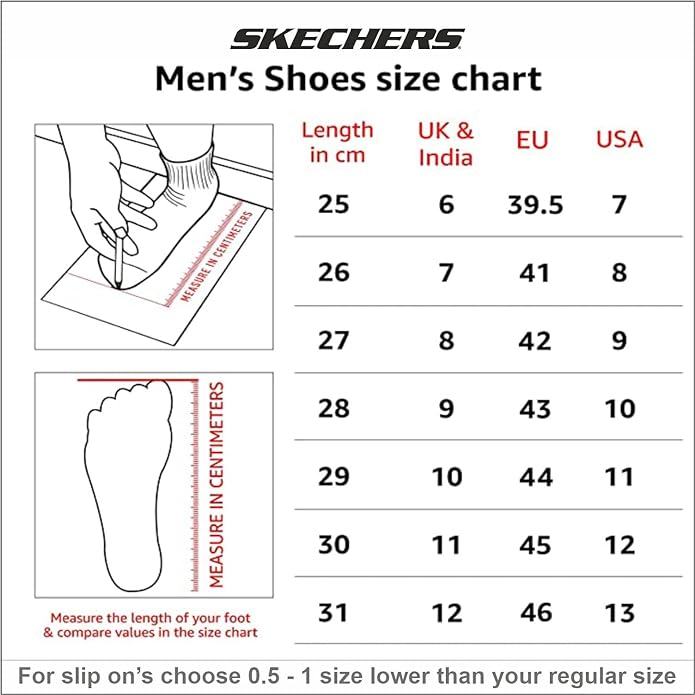 SKECHERS
Men's Shoes size chart
MEASURE IN CENTIMETERS
MEASURE IN CENTIMETERS
Measure the length of your foot
& compare values in the size chart
Length in cm UK & India EU USA
25 6 39.5 7
26 7 41 8
27 8 42 9
28 9 43 10
29 10 44 11
30 11 45 12
31 12 46 13
For slip on's choose 0.5 - 1 size lower than your regular size